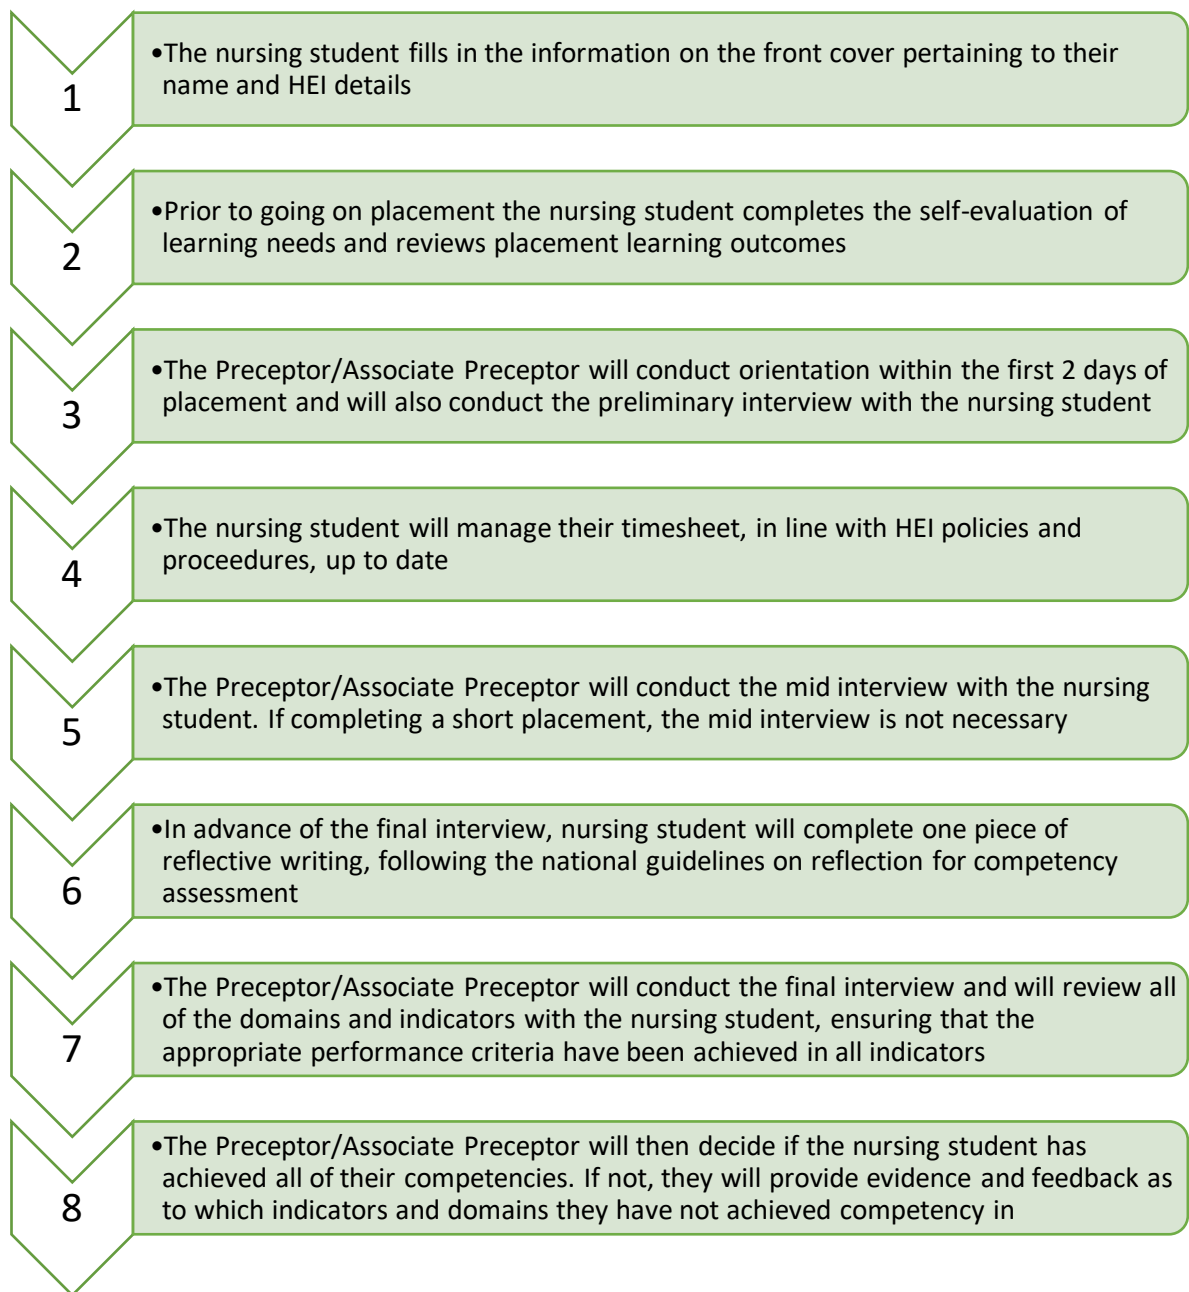 1
•The nursing student fills in the information on the front cover pertaining to their
name and HEI details
2
•Prior to going on placement the nursing student completes the self-evaluation of
learning needs and reviews placement learning outcomes
3
•The Preceptor/Associate Preceptor will conduct orientation within the first 2 days of
placement and will also conduct the preliminary interview with the nursing student
4
•The nursing student will manage their timesheet, in line with HEI policies and
proceedures, up to date
5
•The Preceptor/Associate Preceptor will conduct the mid interview with the nursing
student. If completing a short placement, the mid interview is not necessary
6
•In advance of the final interview, nursing student will complete one piece of
reflective writing, following the national guidelines on reflection for competency
assessment
7
•The Preceptor/Associate Preceptor will conduct the final interview and will review all
of the domains and indicators with the nursing student, ensuring that the
appropriate performance criteria have been achieved in all indicators
8
•The Preceptor/Associate Preceptor will then decide if the nursing student has
achieved all of their competencies. If not, they will provide evidence and feedback as
to which indicators and domains they have not achieved competency in